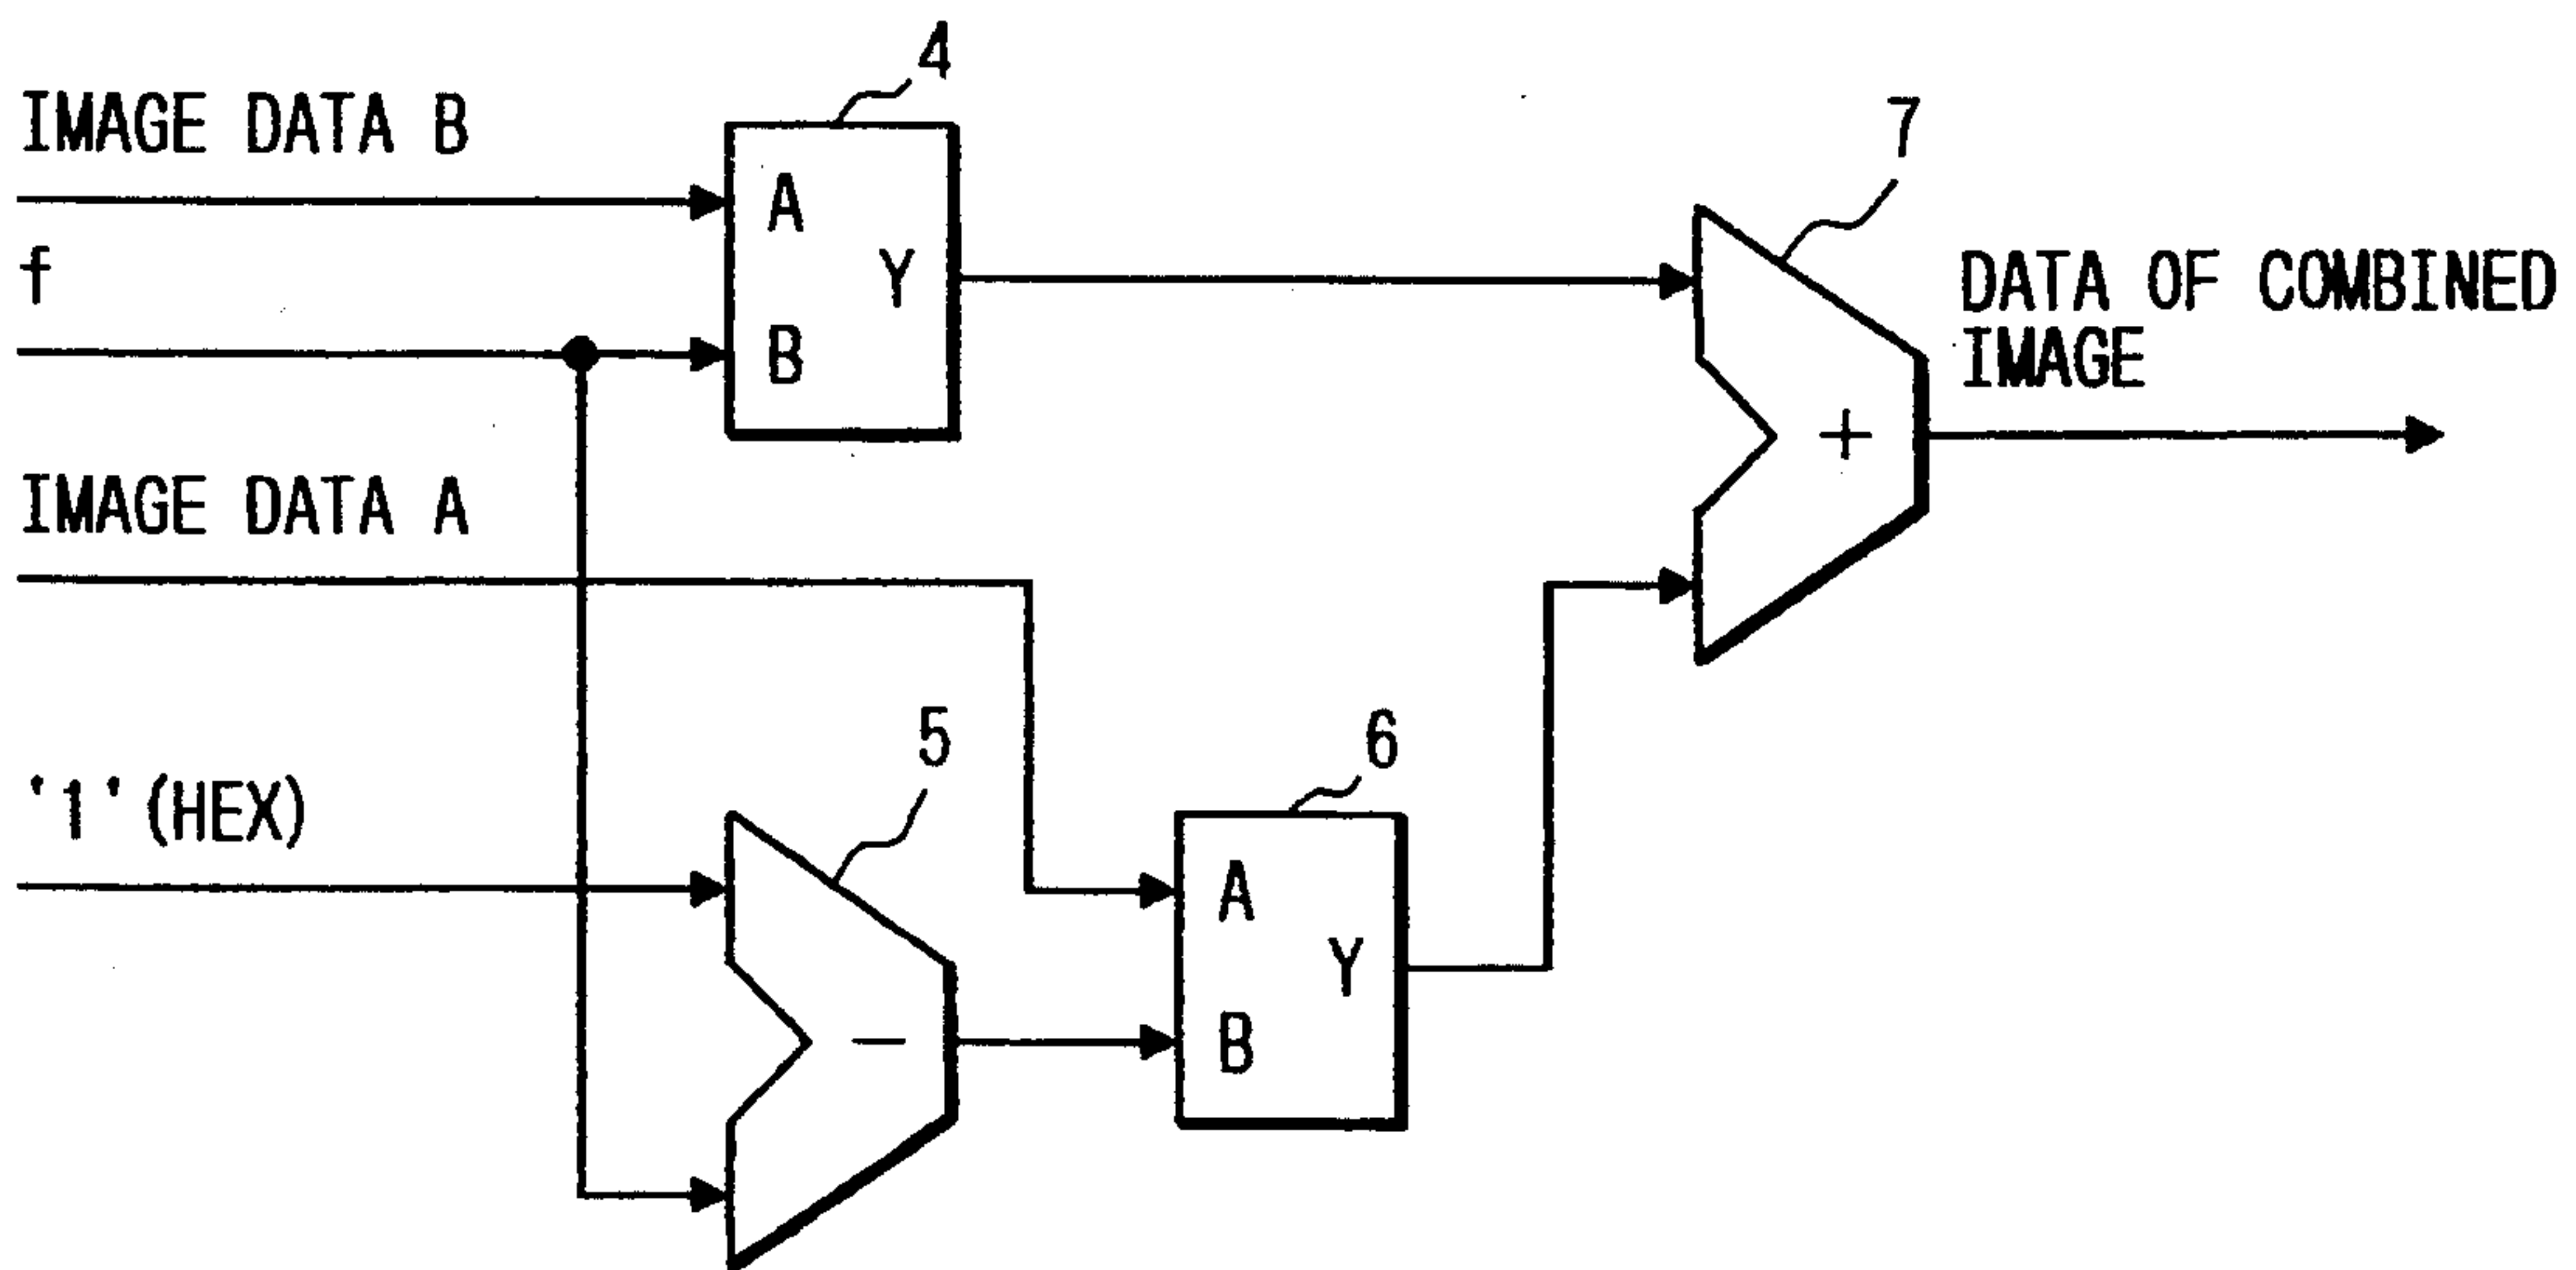 4
IMAGE DATA B
7
A
f
Y
DATA OF COMBINED
IMAGE
B
+
IMAGE DATA A
5
6
'1'(HEX)
A
Y
−
B